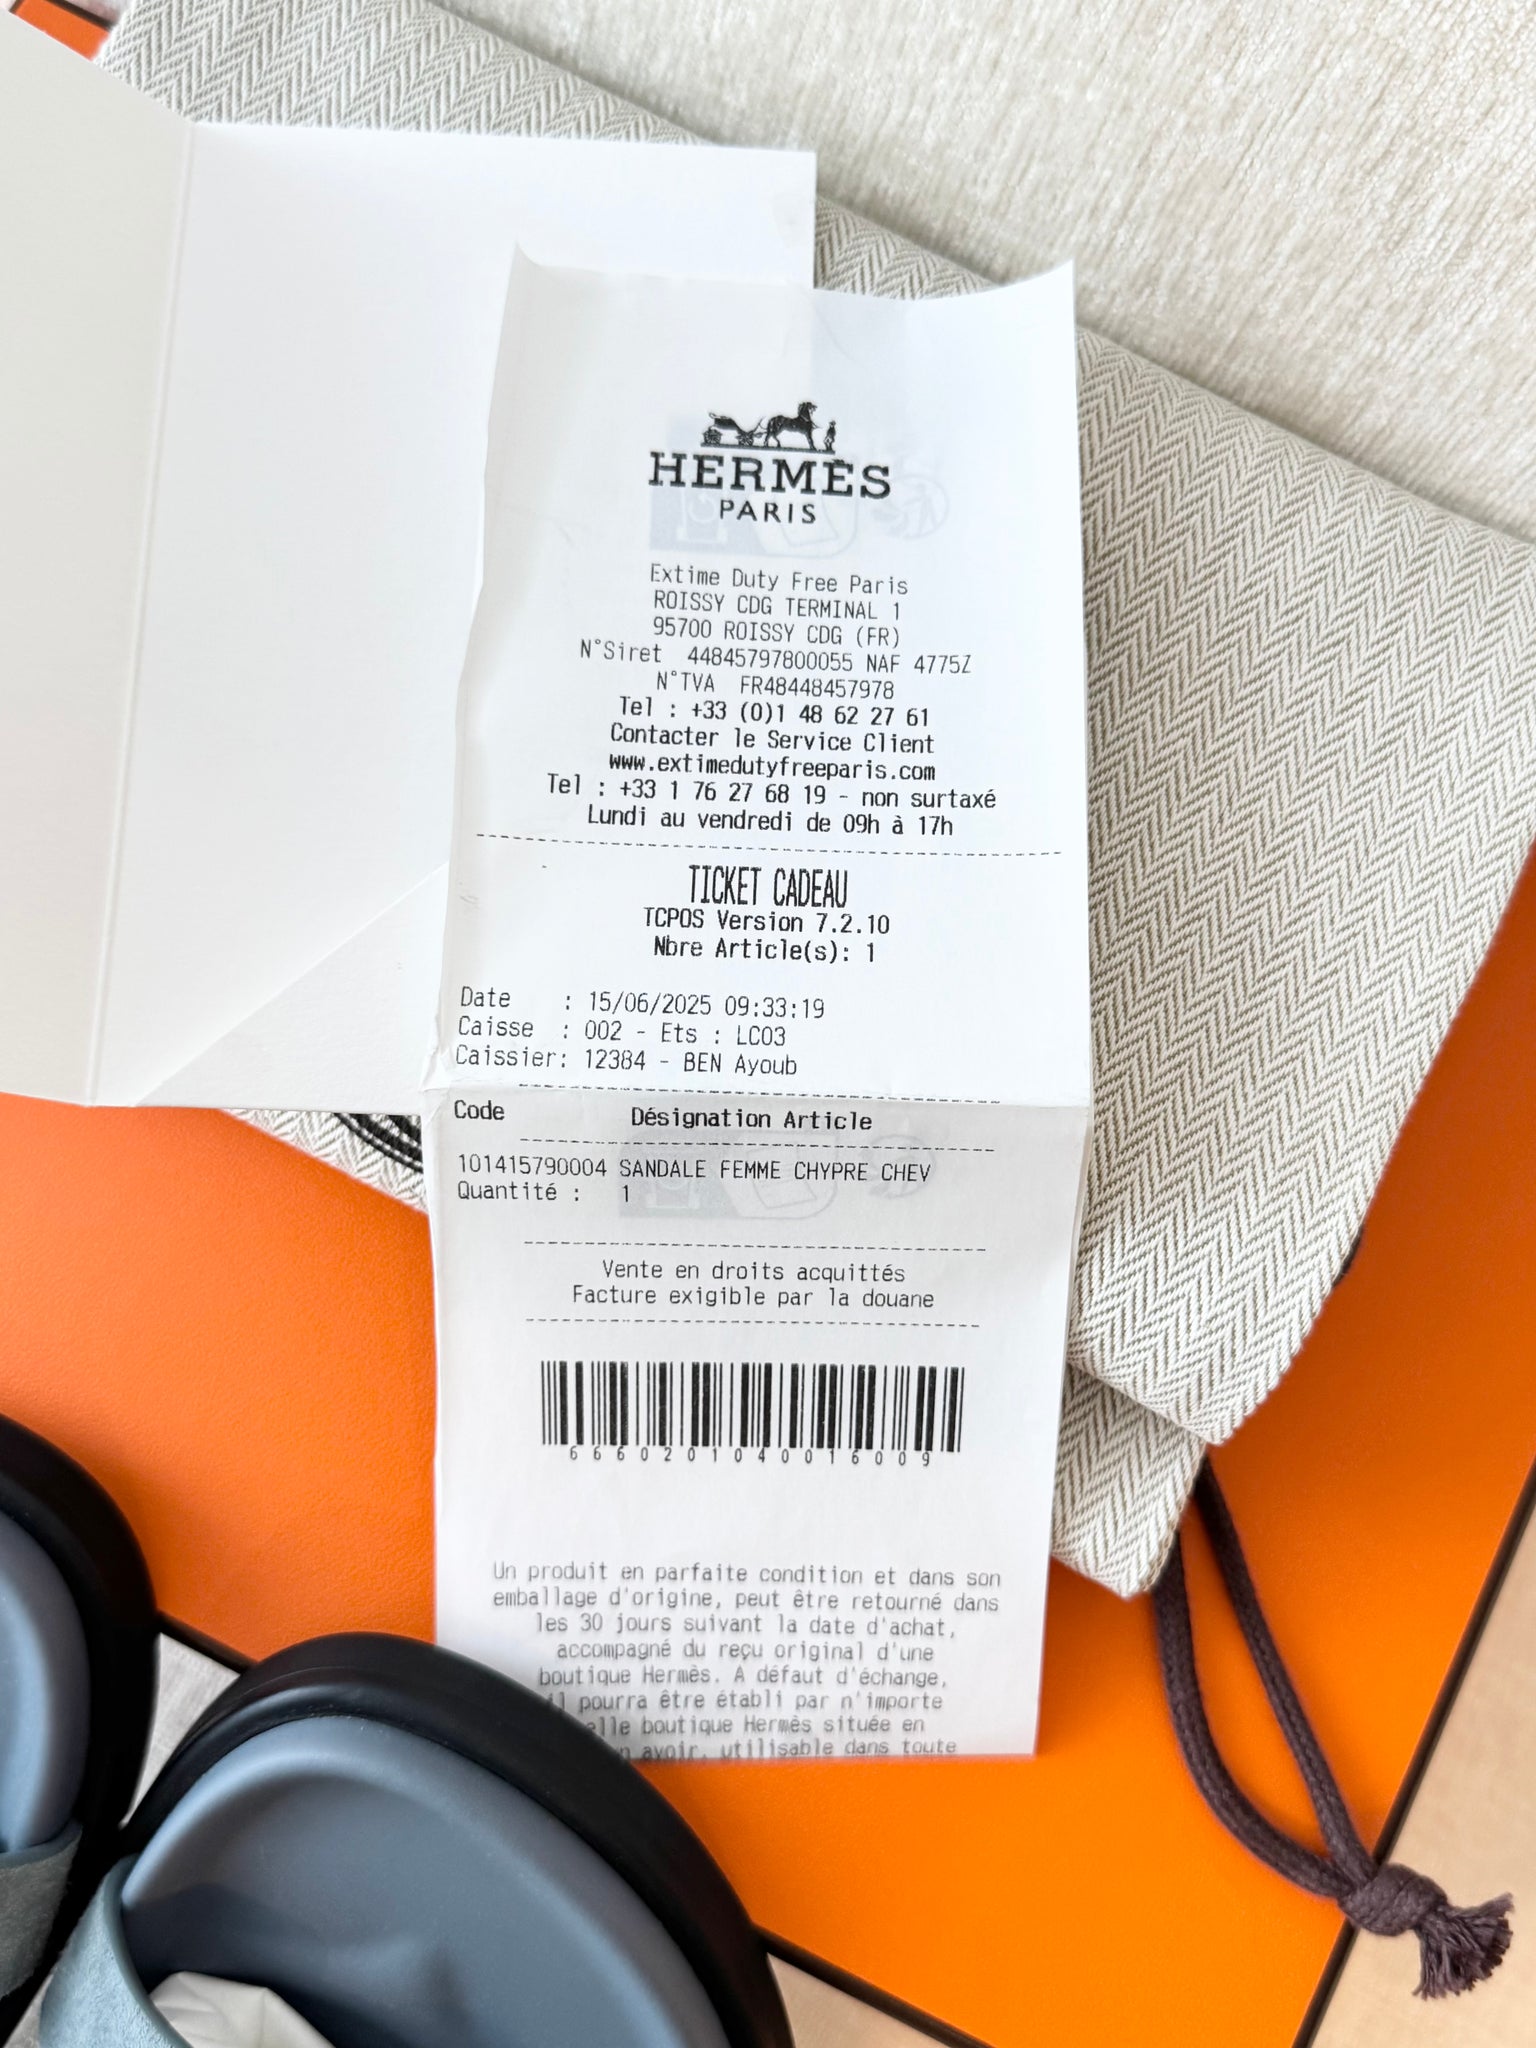 HERMÈS
PARIS
Extime Duty Free Paris
ROISSY CDG TERMINAL 1
95700 ROISSY CDG (FR)
N°Siret 44845797800055 NAF 4775Z
N°TVA FR48448457978
Tel : +33 (0)1 48 62 27 61
Contacter le Service Client
www.extimedutyfreeparis.com
Tel : +33 1 76 27 68 19 - non surtaxé
Lundi au vendredi de 09h à 17h
TICKET CADEAU
TCPOS Version 7.2.10
Nbre Article(s): 1
Date : 15/06/2025 09:33:19
Caisse : 002 - Ets : LC03
Caissier: 12384 - BEN Ayoub
Code Désignation Article
101415790004 SANDALE FEMME CHYPRE CHEV
Quantité : 1
Vente en droits acquittés
Facture exigible par la douane
6660201040016009
Un produit en parfaite condition et dans son
emballage d'origine, peut être retourné dans
les 30 jours suivant la date d'achat,
accompagné du reçu original d'une
boutique Hermès. A défaut d'échange,
il pourra être établi par n'importe
boutique Hermès située en
avoir, utilisable dans toute